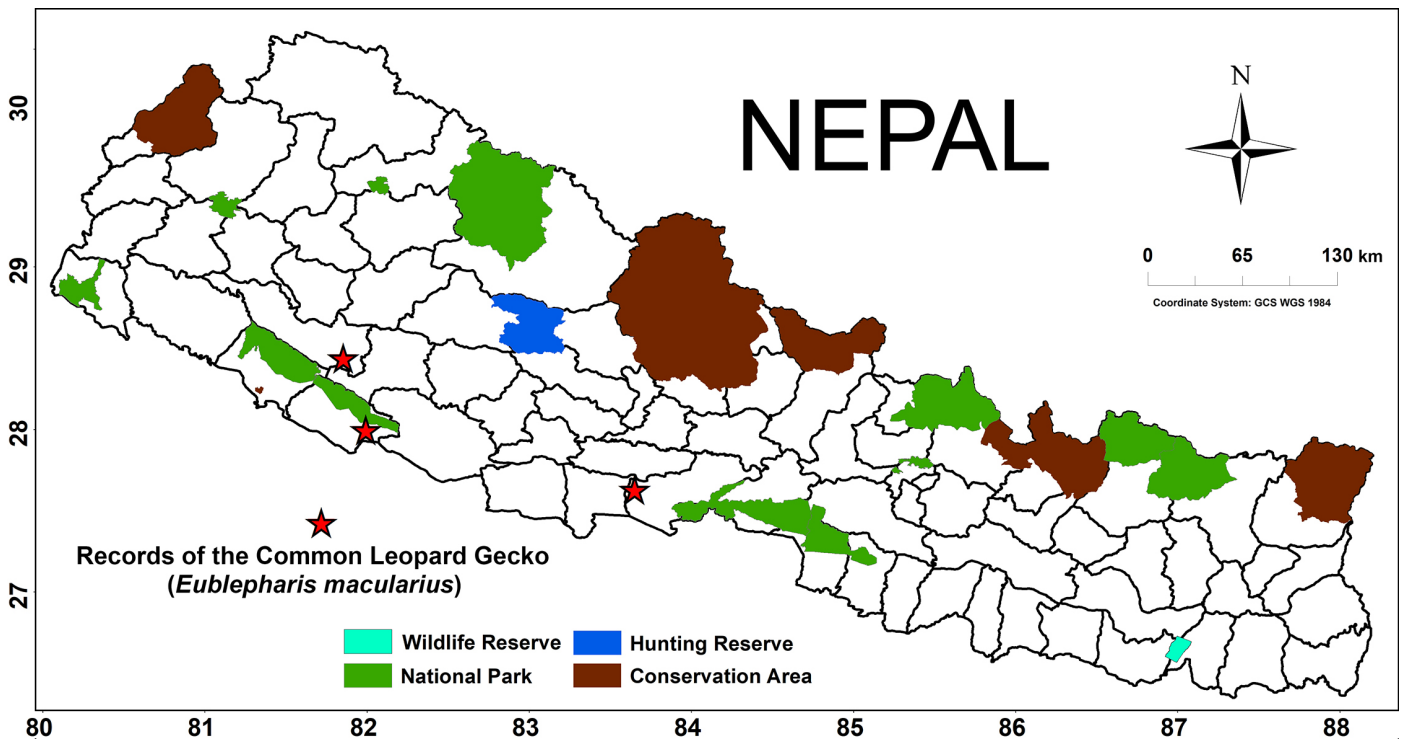 NEPAL
N
0 65 130 km
Coordinate System: GCS WGS 1984
30
29
28
27
Records of the Common Leopard Gecko
(Eublepharis macularius)
Wildlife Reserve
Hunting Reserve
National Park
Conservation Area
80 81 82 83 84 85 86 87 88